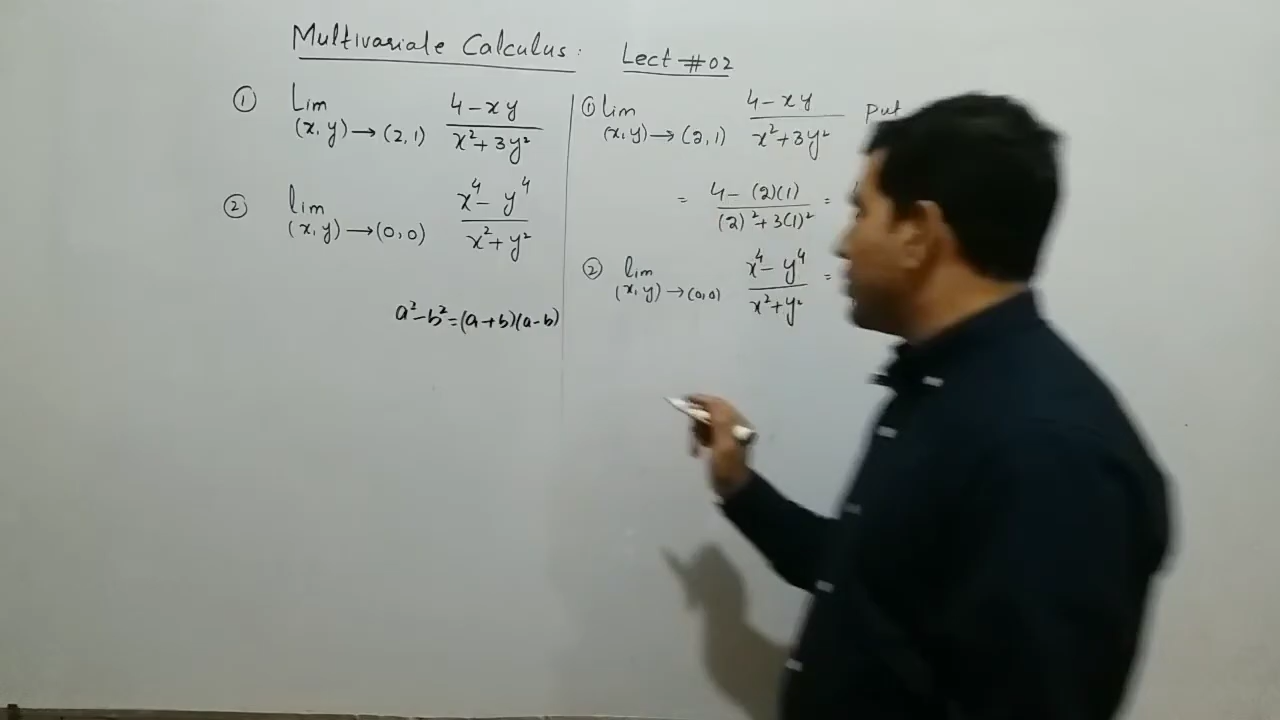 Multivariate Calculus: Lect #02
① Lim (x, y)→(2,1) 4-xy / x²+3y²
② lim (x, y)→(0,0) x⁴-y⁴ / x²+y²
a²-b²=(a+b)(a-b)
① lim (x,y)→(2,1) 4-xy / x²+3y² Put
= 4-(2)(1) / (2)²+3(1)² =
② lim (x,y)→(0,0) x⁴-y⁴ / x²+y² =